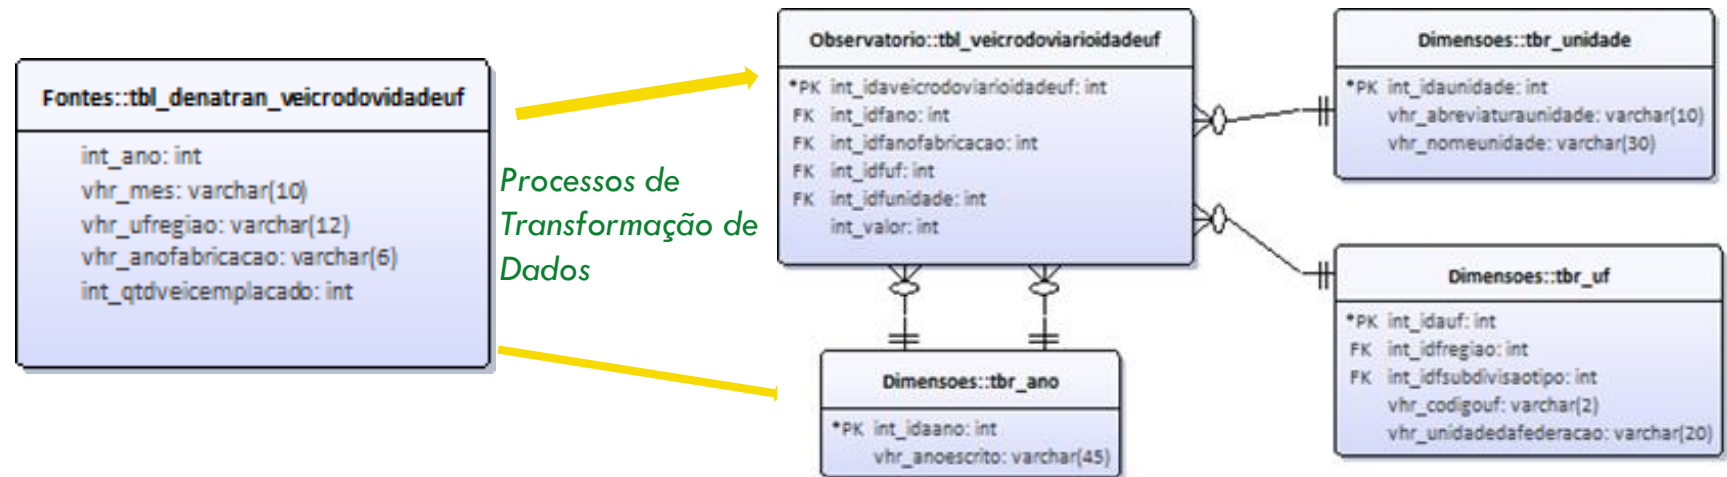 Fontes::tbl_denatran_veicrodovidadeuf
int_ano: int
vhr_mes: varchar(10)
vhr_ufregiao: varchar(12)
vhr_anofabricacao: varchar(6)
int_qtdveicemplacado: int
Processos de
Transformação de
Dados
Observatorio::tbl_veicrodoviarioidadeuf
*PK int_idaveicrodoviarioidadeuf: int
FK int_idfano: int
FK int_idfanofabricacao: int
FK int_idfuf: int
FK int_idfunidade: int
int_valor: int
Dimensoes::tbr_ano
*PK int_idaano: int
vhr_anoescrito: varchar(45)
Dimensoes::tbr_unidade
*PK int_idaunidade: int
vhr_abreviaturaunidade: varchar(10)
vhr_nomeunidade: varchar(30)
Dimensoes::tbr_uf
*PK int_idauf: int
FK int_idfregiao: int
FK int_idfsubdivisaotipo: int
vhr_codigouf: varchar(2)
vhr_unidadedafederacao: varchar(20)